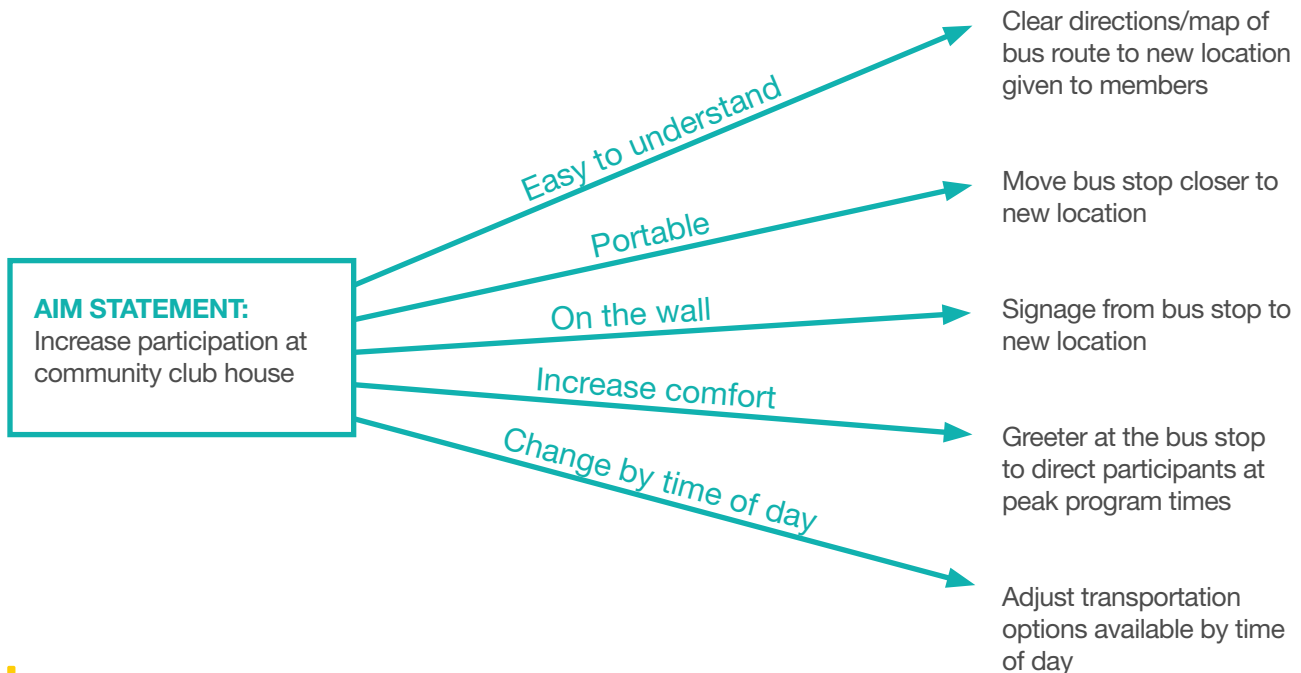 AIM STATEMENT:
Increase participation at
community club house
Easy to understand
Clear directions/map of
bus route to new location
given to members
Portable
Move bus stop closer to
new location
On the wall
Signage from bus stop to
new location
Increase comfort
Greeter at the bus stop
to direct participants at
peak program times
Change by time of day
Adjust transportation
options available by time
of day